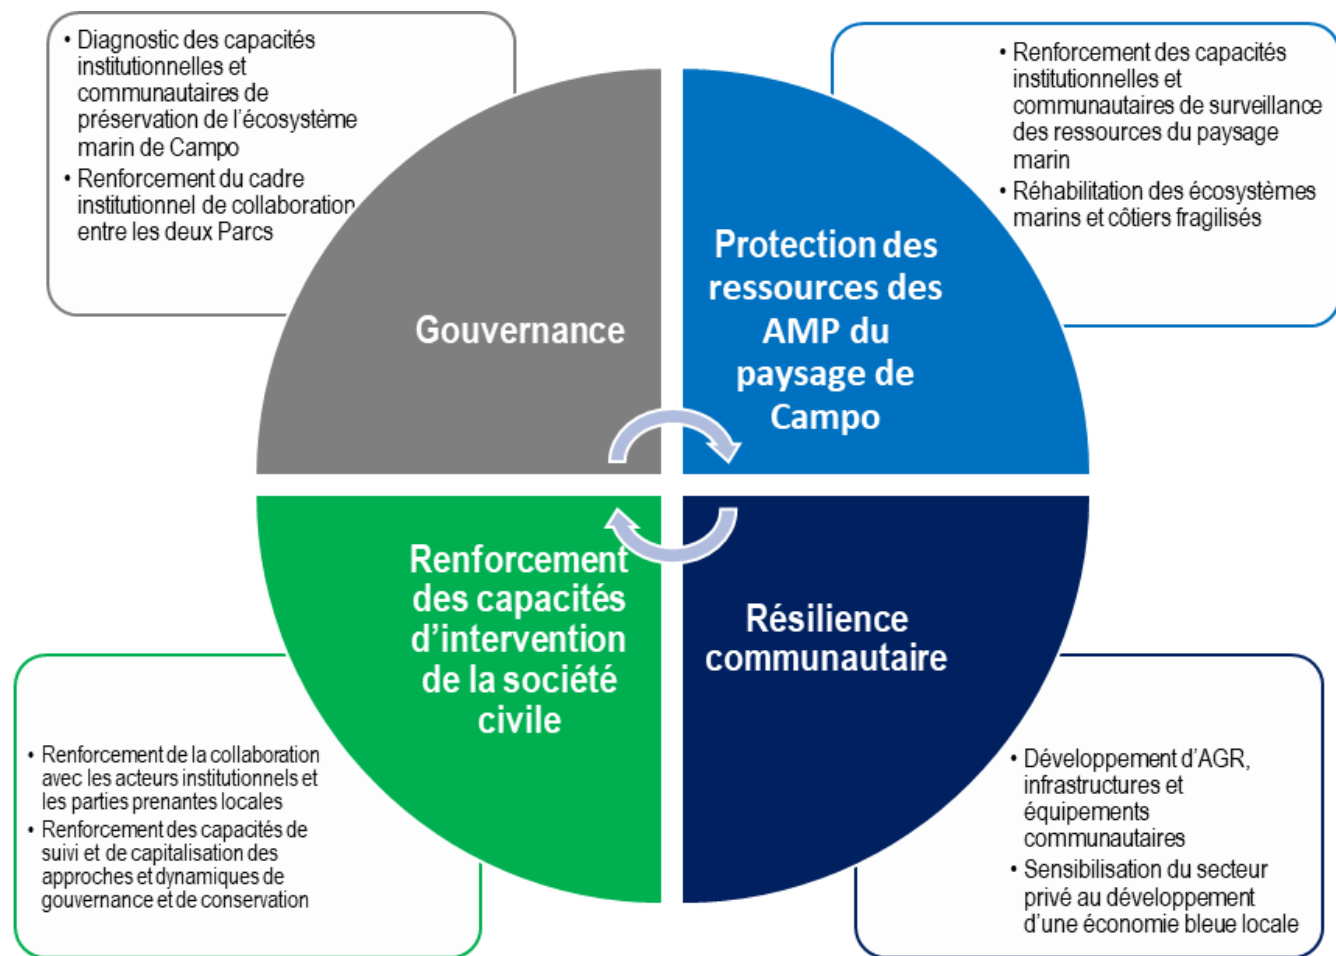 • Diagnostic des capacités
institutionnelles et
communautaires de
préservation de l’écosystème
marin de Campo
• Renforcement du cadre
institutionnel de collaboration
entre les deux Parcs
• Renforcement des capacités
institutionnelles et
communautaires de surveillance
des ressources du paysage
marin
• Réhabilitation des écosystèmes
marins et côtiers fragilisés
Gouvernance
Protection des
ressources des
AMP du
paysage de
Campo
Renforcement
des capacités
d’intervention
de la société
civile
Résilience
communautaire
• Renforcement de la collaboration
avec les acteurs institutionnels et
les parties prenantes locales
• Renforcement des capacités de
suivi et de capitalisation des
approches et dynamiques de
gouvernance et de conservation
• Développement d’AGR,
infrastructures et
équipements
communautaires
• Sensibilisation du secteur
privé au développement
d’une économie bleue locale